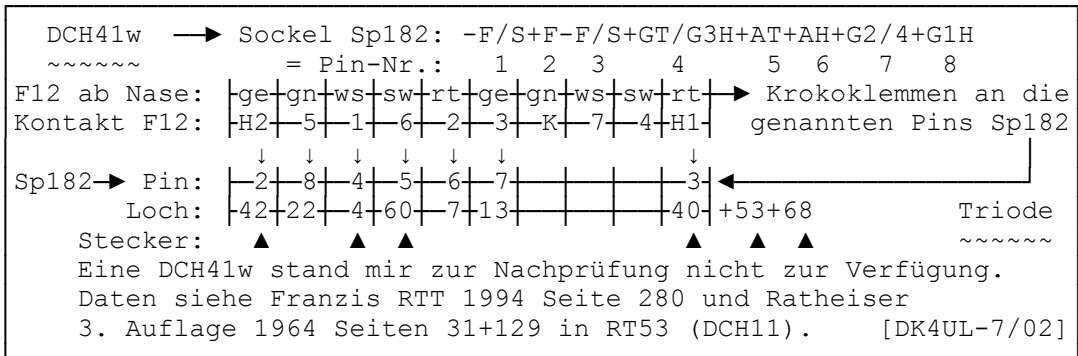 DCH41w ──► Sockel Sp182: -F/S+F-F/S+GT/G3H+AT+AH+G2/4+G1H
~~~~~~ = Pin-Nr.: 1 2 3 4 5 6 7 8
F12 ab Nase: ├ge┼gn┼ws┼sw┼rt┼ge┼gn┼ws┼sw┼rt┼─► Krokoklemmen an die
Kontakt F12: ├H2┼─5┼─1┼─6┼─2┼─3┼─K┼─7┼─4┼H1┤ genannten Pins Sp182
↓ ↓ ↓ ↓ ↓ ↓ ↓
Sp182─► Pin: ├─2┼─8┼─4┼─5┼─6┼─7┼──┼──┼──┼─3┤◄
Loch: ├42┼22┼─4┼60┼─7┼13┼──┼──┼──┼40┤+53+68 Triode
Stecker: ▲ ▲ ▲ ▲ ▲ ▲ ~~~~~~
Eine DCH41w stand mir zur Nachprüfung nicht zur Verfügung.
Daten siehe Franzis RTT 1994 Seite 280 und Ratheiser
3. Auflage 1964 Seiten 31+129 in RT53 (DCH11). [DK4UL-7/02]